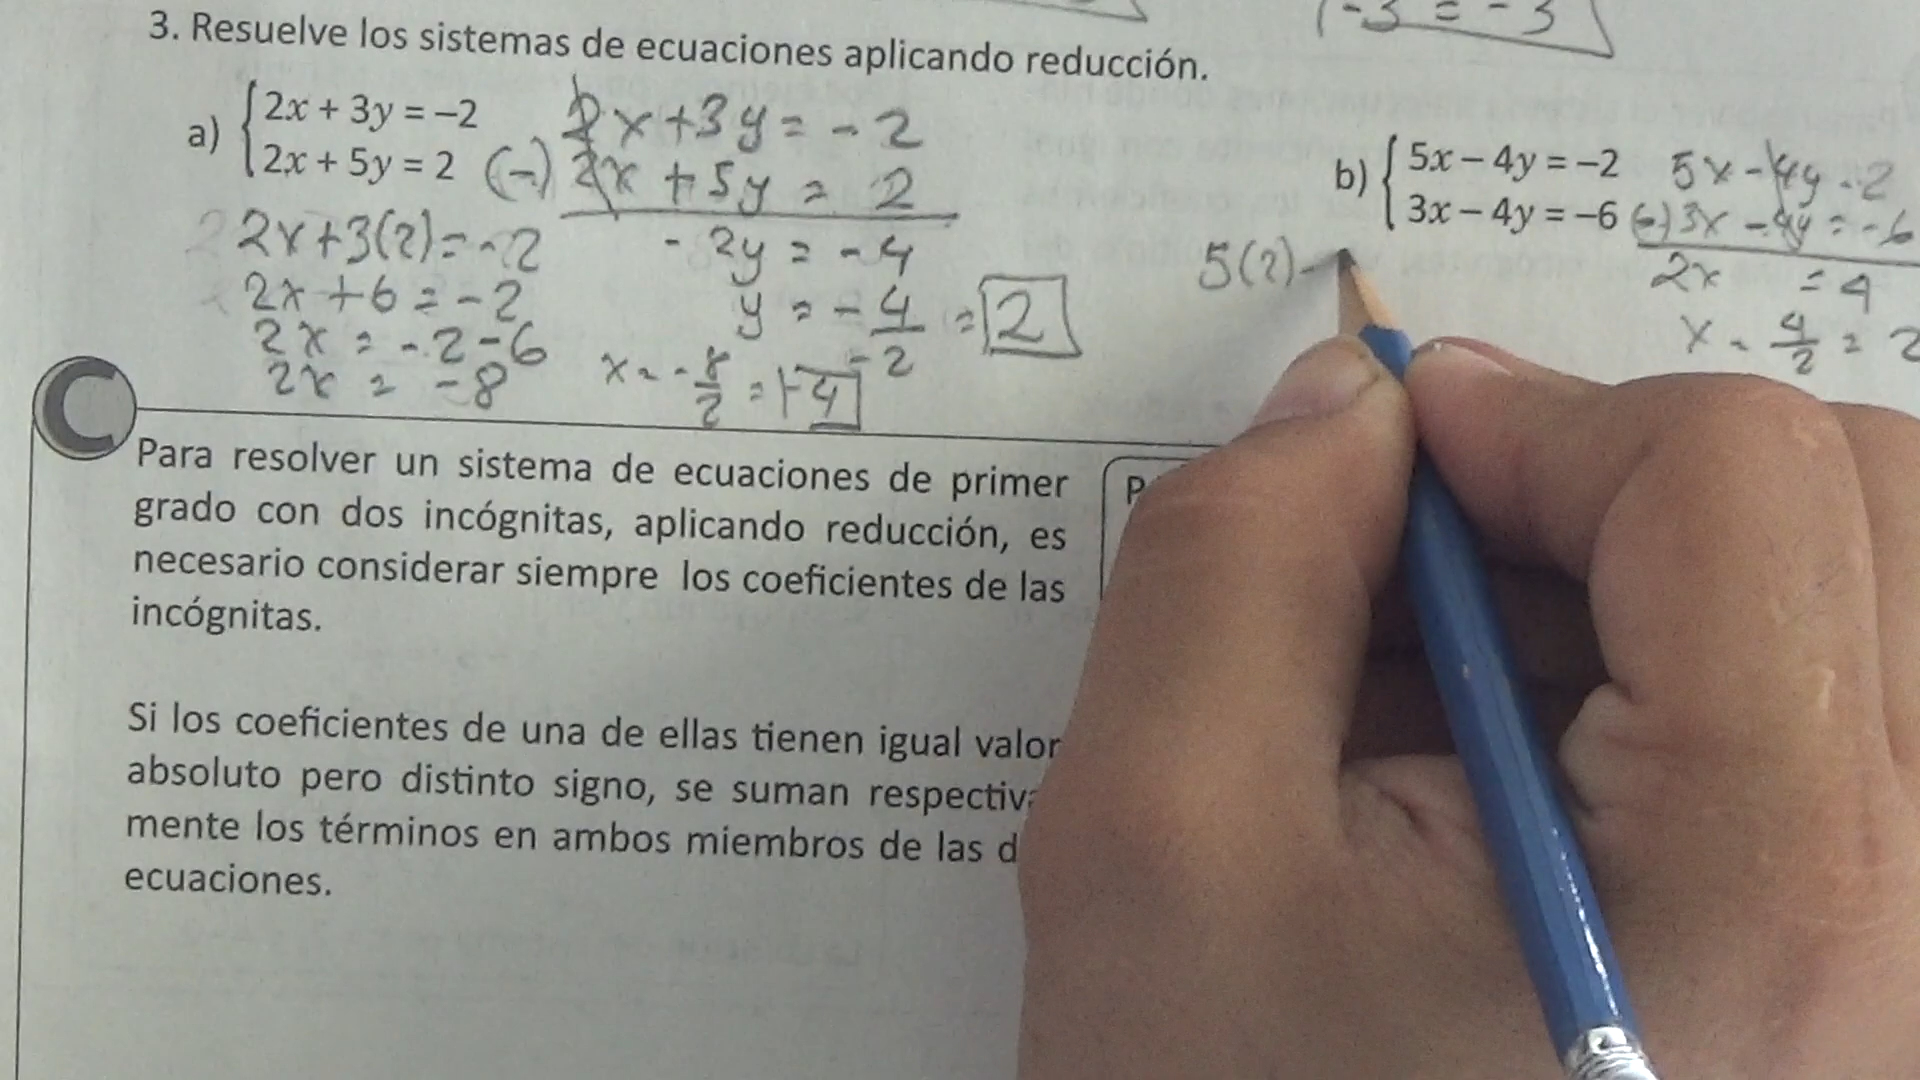 -3 = -3
3. Resuelve los sistemas de ecuaciones aplicando reducción.
a) 2x + 3y = –2
2x + 5y = 2
2x+3y = -2
(-) 2x + 5y = 2
-2y = -4
y = -4/-2 = 2
2x+3(2)=-2
2x+6=-2
2x = -2-6
2x = -8
x = -8/2 = -4
b) 5x – 4y = –2
3x – 4y = –6
5x-4y -2
(-) 3x -4y = -6
2x = 4
x = 4/2 = 2
5(2)-
Para resolver un sistema de ecuaciones de primer
grado con dos incógnitas, aplicando reducción, es
necesario considerar siempre los coeficientes de las
incógnitas.
Si los coeficientes de una de ellas tienen igual valor
absoluto pero distinto signo, se suman respectiva
mente los términos en ambos miembros de las d
ecuaciones.
P